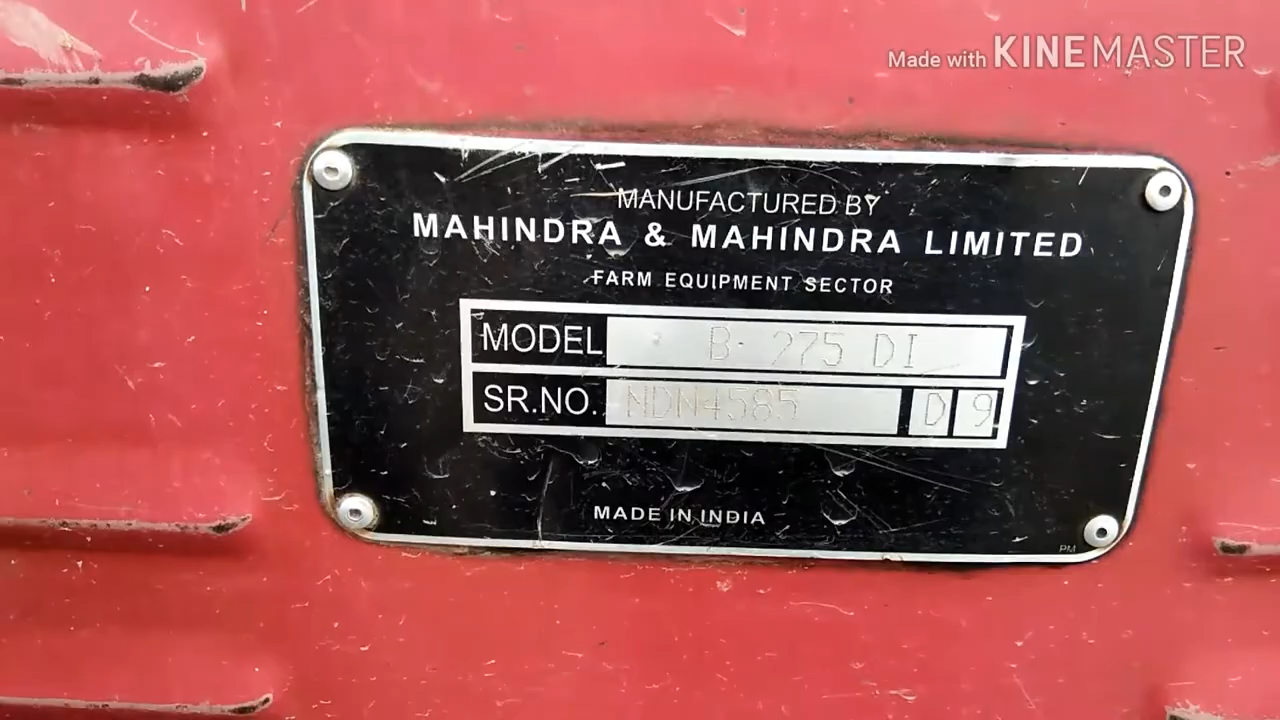 Made with KINEMASTER
MANUFACTURED BY
MAHINDRA & MAHINDRA LIMITED
FARM EQUIPMENT SECTOR
MODEL B- 275 DI
SR.NO. NDN4585 D 9
MADE IN INDIA
PM